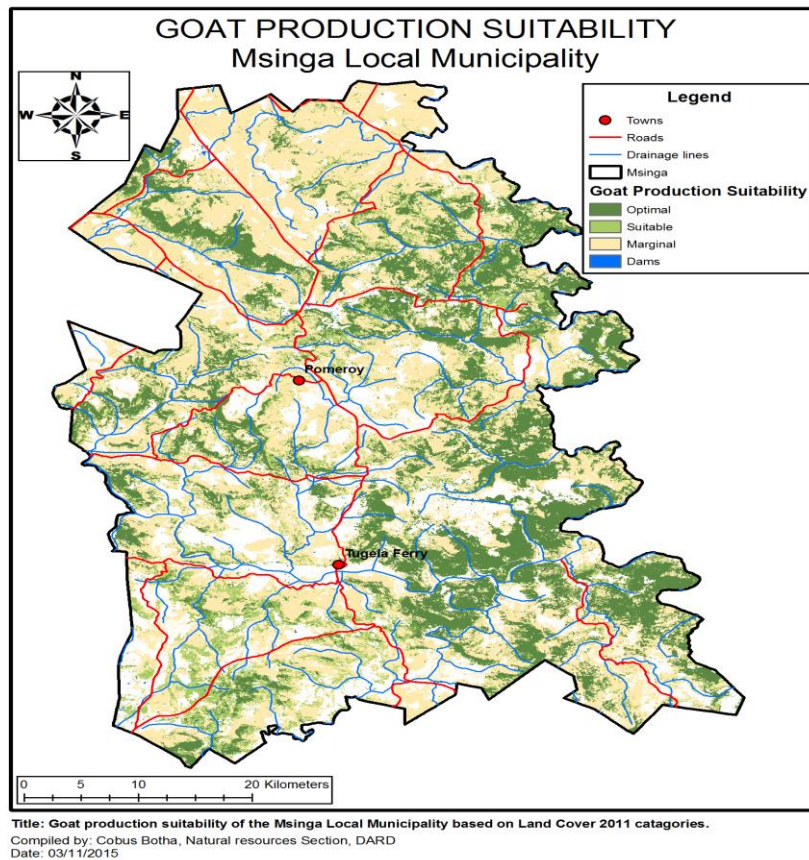 GOAT PRODUCTION SUITABILITY
Msinga Local Municipality
N
W E
S
Legend
Towns
Roads
Drainage lines
Msinga
Goat Production Suitability
Optimal
Suitable
Marginal
Dams
Pomeroy
Tugela Ferry
0 5 10 20 Kilometers
Title: Goat production suitability of the Msinga Local Municipality based on Land Cover 2011 catagories.
Compiled by: Cobus Botha, Natural resources Section, DARD
Date: 03/11/2015